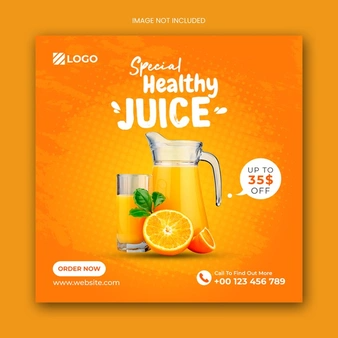 IMAGE NOT INCLUDED
LOGO
Special
Healthy
JUICE
UP TO
35$
OFF
ORDER NOW
www.website.com
Call To Find Out More
+00 123 456 789